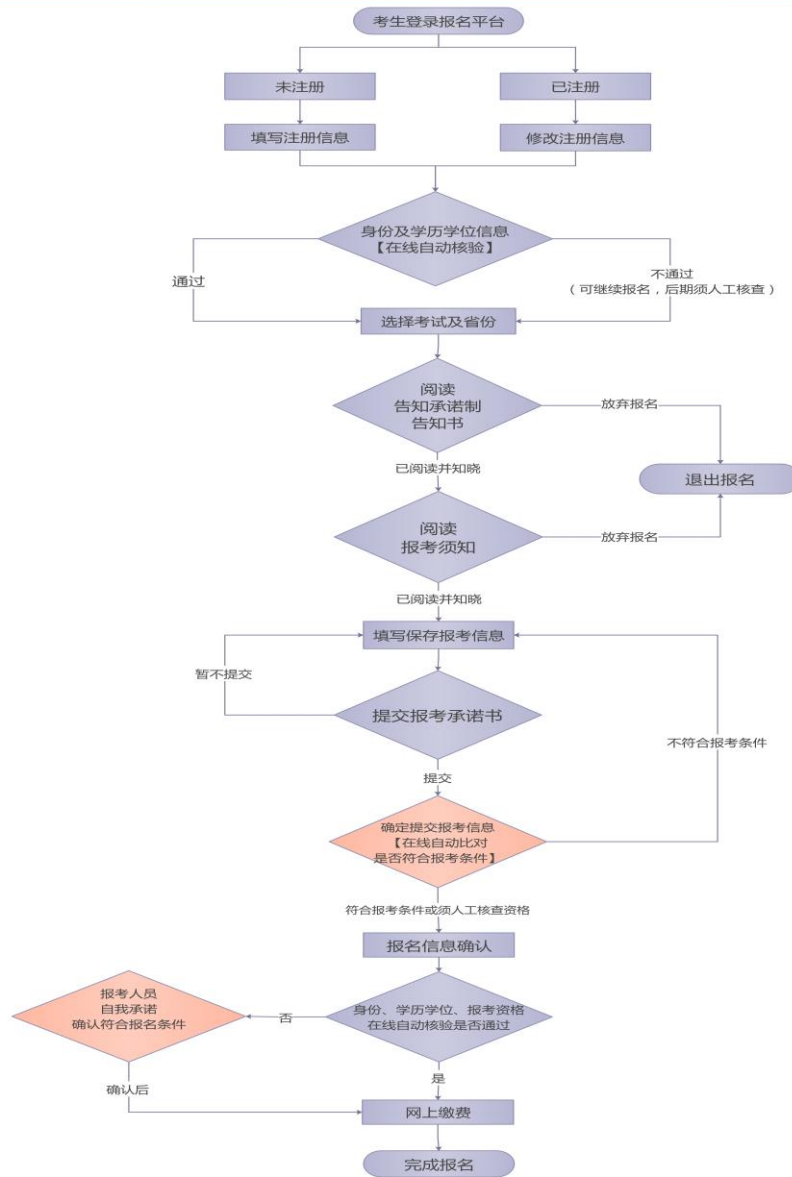 考生登录报名平台
未注册
已注册
填写注册信息
修改注册信息
身份及学历学位信息
【在线自动核验】
通过
不通过
（可继续报名，后期须人工核查）
选择考试及省份
阅读
告知承诺制
告知书
放弃报名
已阅读并知晓
退出报名
阅读
报考须知
放弃报名
已阅读并知晓
填写保存报考信息
暂不提交
提交报考承诺书
不符合报考条件
提交
确定提交报考信息
【在线自动比对
是否符合报考条件】
符合报考条件或须人工核查资格
报名信息确认
报考人员
自我承诺
确认符合报名条件
否
身份、学历学位、报考资格
在线自动核验是否通过
是
确认后
网上缴费
完成报名